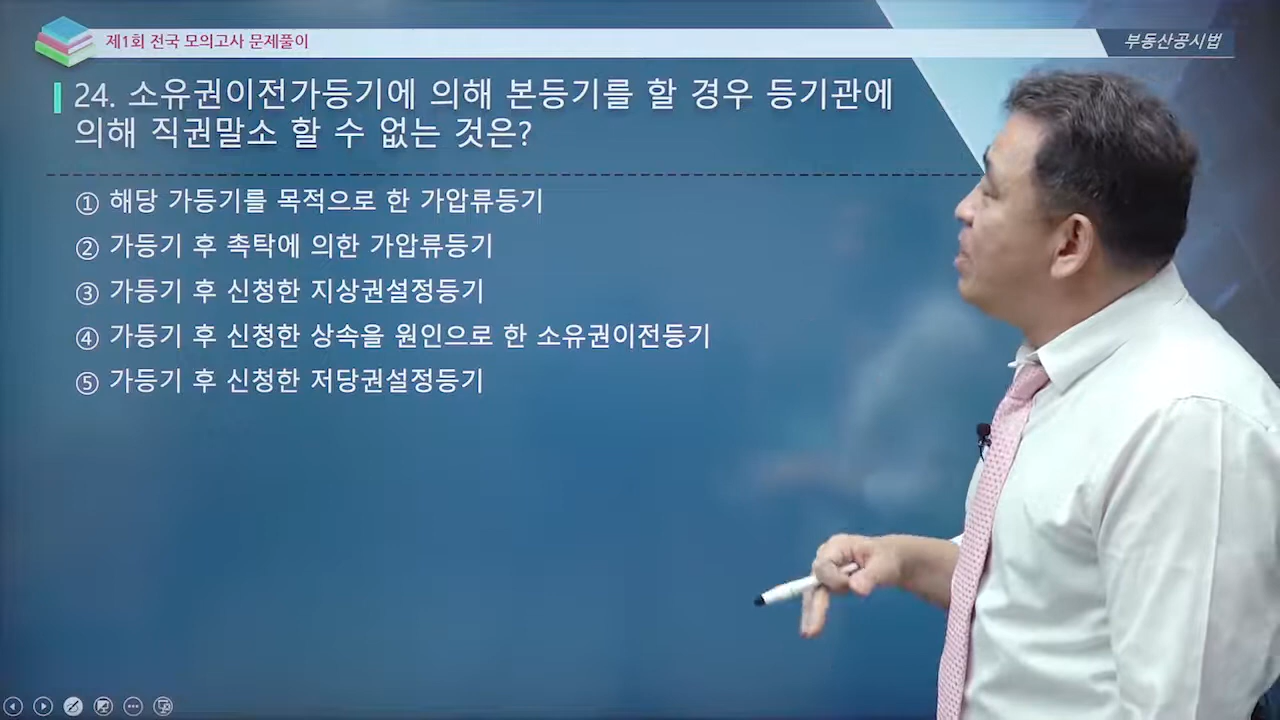 제1회 전국 모의고사 문제풀이
부동산공시법
24. 소유권이전가등기에 의해 본등기를 할 경우 등기관에
의해 직권말소 할 수 없는 것은?
① 해당 가등기를 목적으로 한 가압류등기
② 가등기 후 촉탁에 의한 가압류등기
③ 가등기 후 신청한 지상권설정등기
④ 가등기 후 신청한 상속을 원인으로 한 소유권이전등기
⑤ 가등기 후 신청한 저당권설정등기